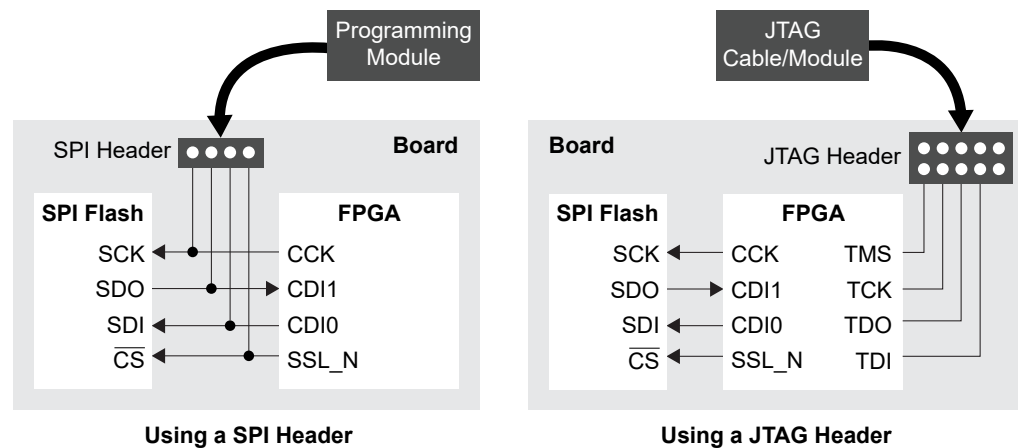 Programming
Module
SPI Header
Board
SPI Flash
FPGA
SCK
CCK
SDO
CDI1
SDI
CDI0
C̅S̅
SSL_N
Using a SPI Header
JTAG
Cable/Module
Board
JTAG Header
SPI Flash
FPGA
SCK
CCK
TMS
SDO
CDI1
TCK
SDI
CDI0
TDO
C̅S̅
SSL_N
TDI
Using a JTAG Header